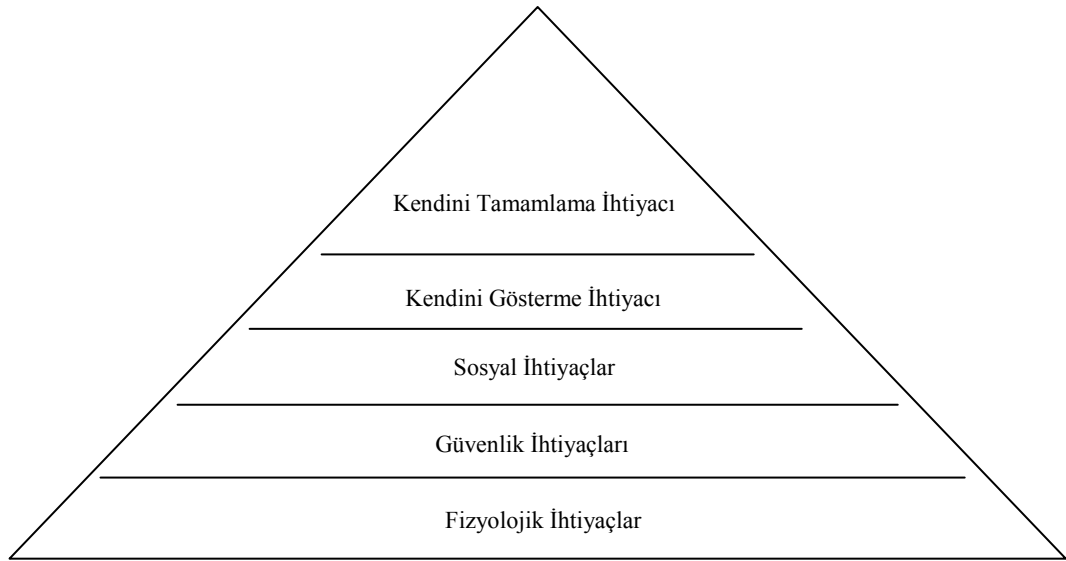 Kendini Tamamlama İhtiyacı
Kendini Gösterme İhtiyacı
Sosyal İhtiyaçlar
Güvenlik İhtiyaçları
Fizyolojik İhtiyaçlar